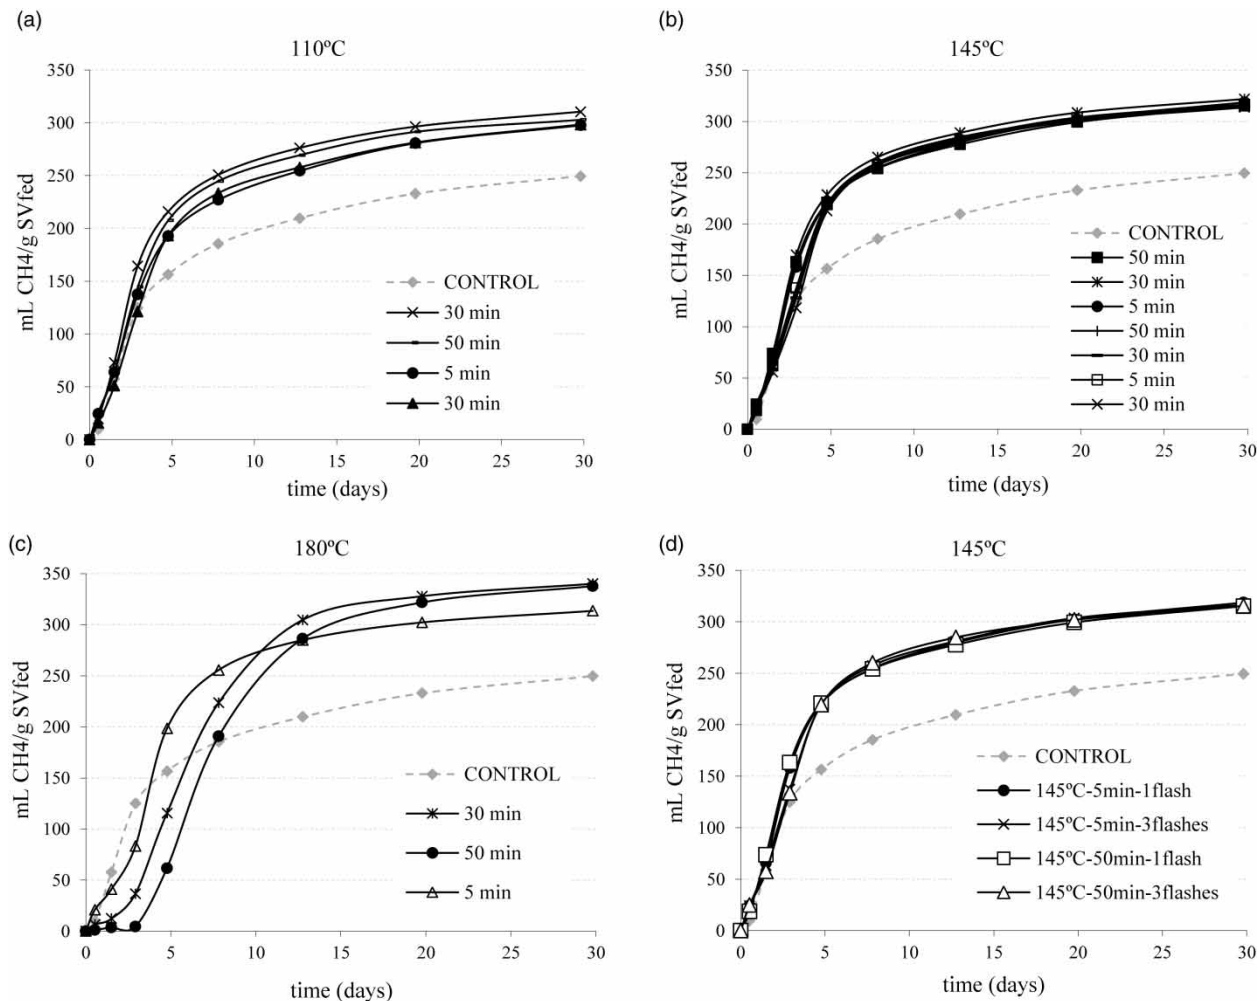 (a)
110ºC
350
300
250
200
150
100
50
0
mL CH4/g SVfed
CONTROL
30 min
50 min
5 min
30 min
0 5 10 15 20 25 30
time (days)
(b)
145ºC
350
300
250
200
150
100
50
0
mL CH4/g SVfed
CONTROL
50 min
30 min
5 min
50 min
30 min
5 min
30 min
0 5 10 15 20 25 30
time (days)
(c)
180ºC
350
300
250
200
150
100
50
0
mL CH4/g SVfed
CONTROL
30 min
50 min
5 min
0 5 10 15 20 25 30
time (days)
(d)
145ºC
350
300
250
200
150
100
50
0
mL CH4/g SVfed
CONTROL
145ºC-5min-1flash
145ºC-5min-3flashes
145ºC-50min-1flash
145ºC-50min-3flashes
0 5 10 15 20 25 30
time (days)